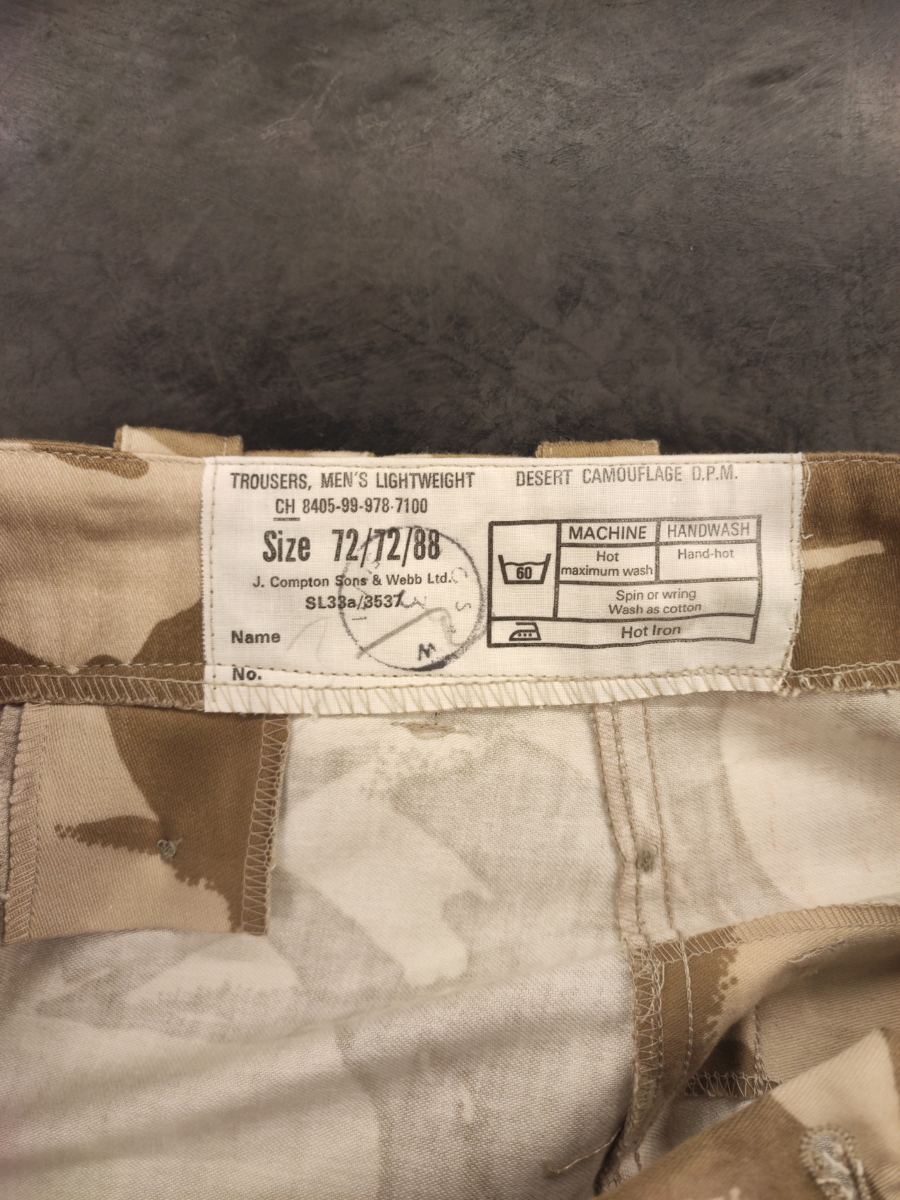 TROUSERS, MEN'S LIGHTWEIGHT DESERT CAMOUFLAGE D.P.M.
CH 8405-99-978-7100
Size 72/72/88
J. Compton Sons & Webb Ltd.
SL33a/3537
Name
No.
MACHINE HANDWASH
60
Hot maximum wash
Hand-hot
Spin or wring
Wash as cotton
Hot Iron
W